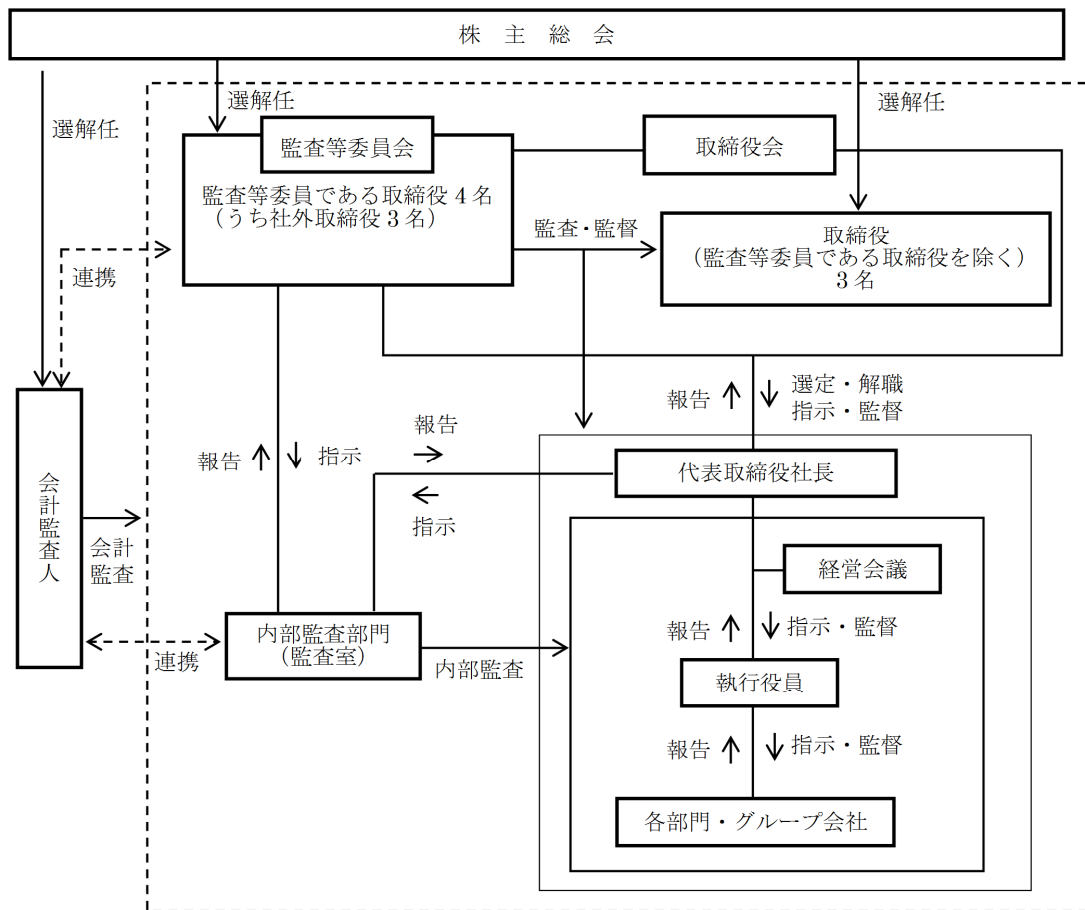 株主総会
選解任
選解任
選解任
監査等委員会
取締役会
監査等委員である取締役4名
（うち社外取締役3名）
監査・監督
取締役
（監査等委員である取締役を除く）
3名
連携
報告
選定・解職
指示・監督
報告
指示
報告
指示
代表取締役社長
会計監査人
会計
監査
経営会議
報告
指示・監督
内部監査部門
（監査室）
連携
内部監査
執行役員
報告
指示・監督
各部門・グループ会社